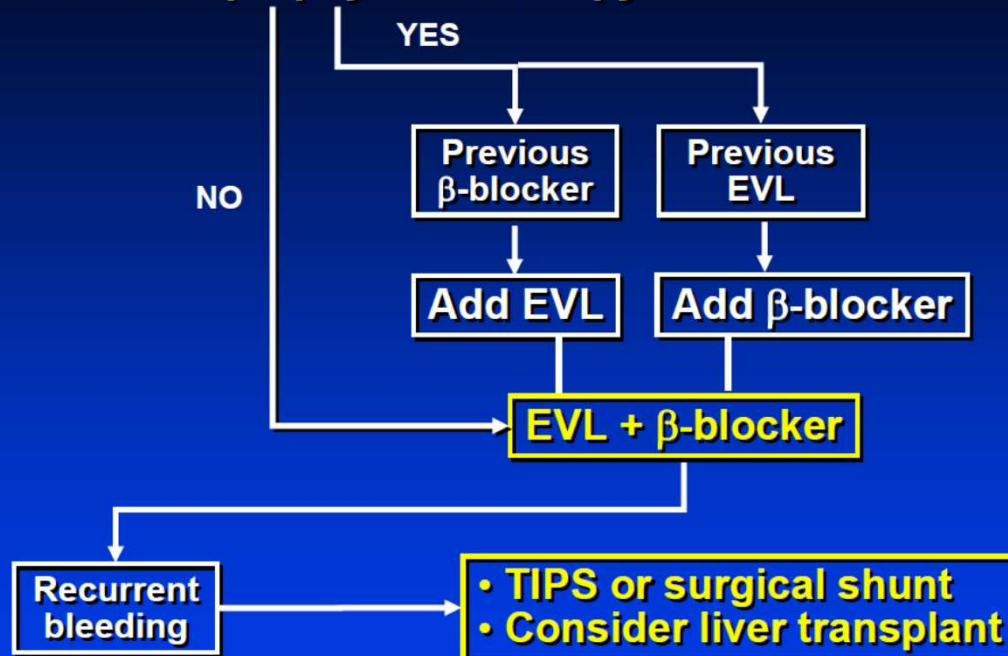 YES
Previous
β-blocker
Previous
EVL
NO
Add EVL
Add β-blocker
EVL + β-blocker
Recurrent
bleeding
• TIPS or surgical shunt
• Consider liver transplant